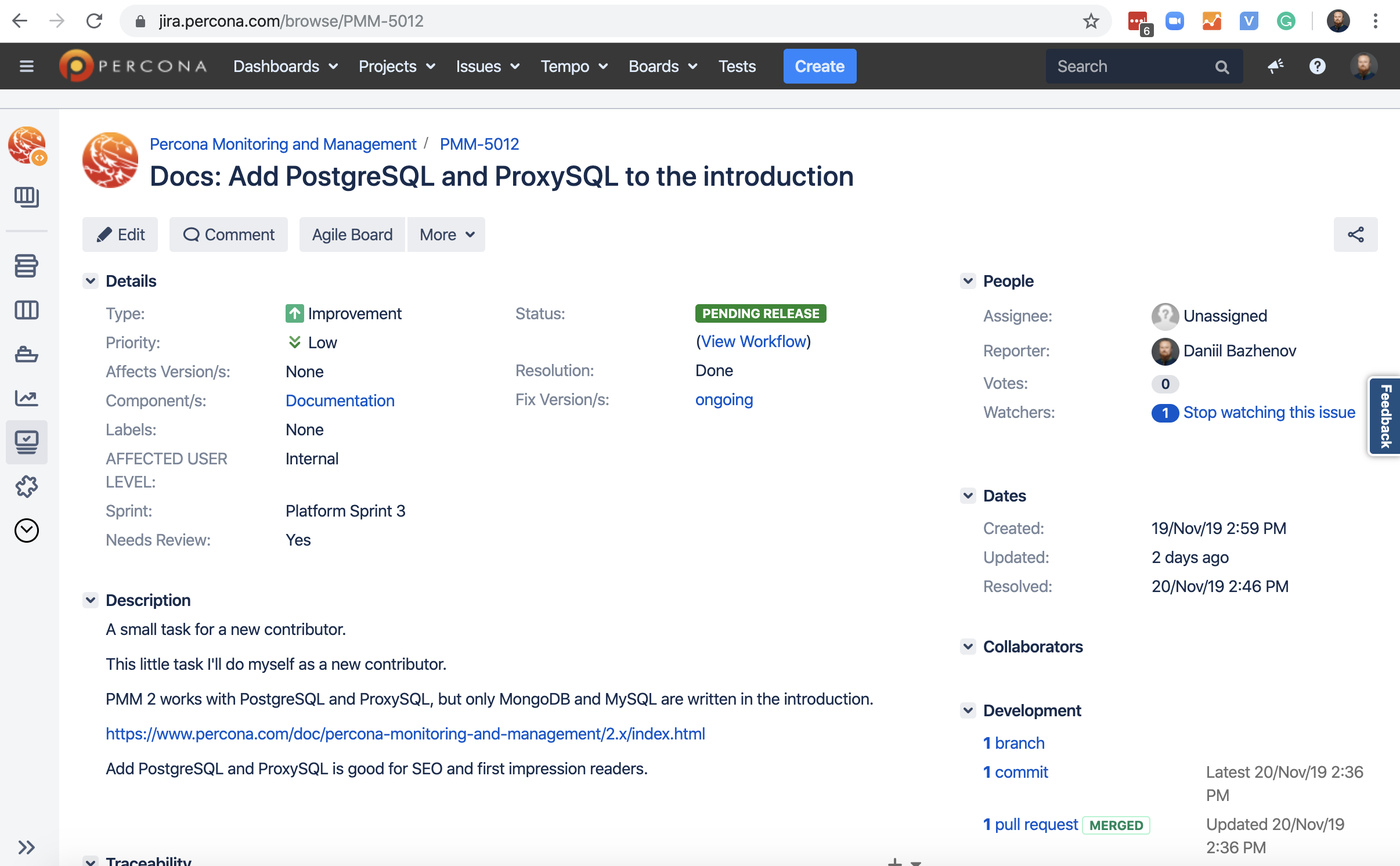 jira.percona.com/browse/PMM-5012
6
V
PERCONA
Dashboards
Projects
Issues
Tempo
Boards
Tests
Create
Search
Percona Monitoring and Management / PMM-5012
Docs: Add PostgreSQL and ProxySQL to the introduction
Edit
Comment
Agile Board
More
Details
Type: Improvement
Status: PENDING RELEASE
Priority: Low
(View Workflow)
Affects Version/s: None
Resolution: Done
Component/s: Documentation
Fix Version/s: ongoing
Labels: None
AFFECTED USER LEVEL: Internal
Sprint: Platform Sprint 3
Needs Review: Yes
Description
A small task for a new contributor.
This little task I'll do myself as a new contributor.
PMM 2 works with PostgreSQL and ProxySQL, but only MongoDB and MySQL are written in the introduction.
https://www.percona.com/doc/percona-monitoring-and-management/2.x/index.html
Add PostgreSQL and ProxySQL is good for SEO and first impression readers.
Traceability
People
Assignee: Unassigned
Reporter: Daniil Bazhenov
Votes: 0
Watchers: 1 Stop watching this issue
Feedback
Dates
Created: 19/Nov/19 2:59 PM
Updated: 2 days ago
Resolved: 20/Nov/19 2:46 PM
Collaborators
Development
1 branch
1 commit Latest 20/Nov/19 2:36 PM
1 pull request MERGED Updated 20/Nov/19 2:36 PM